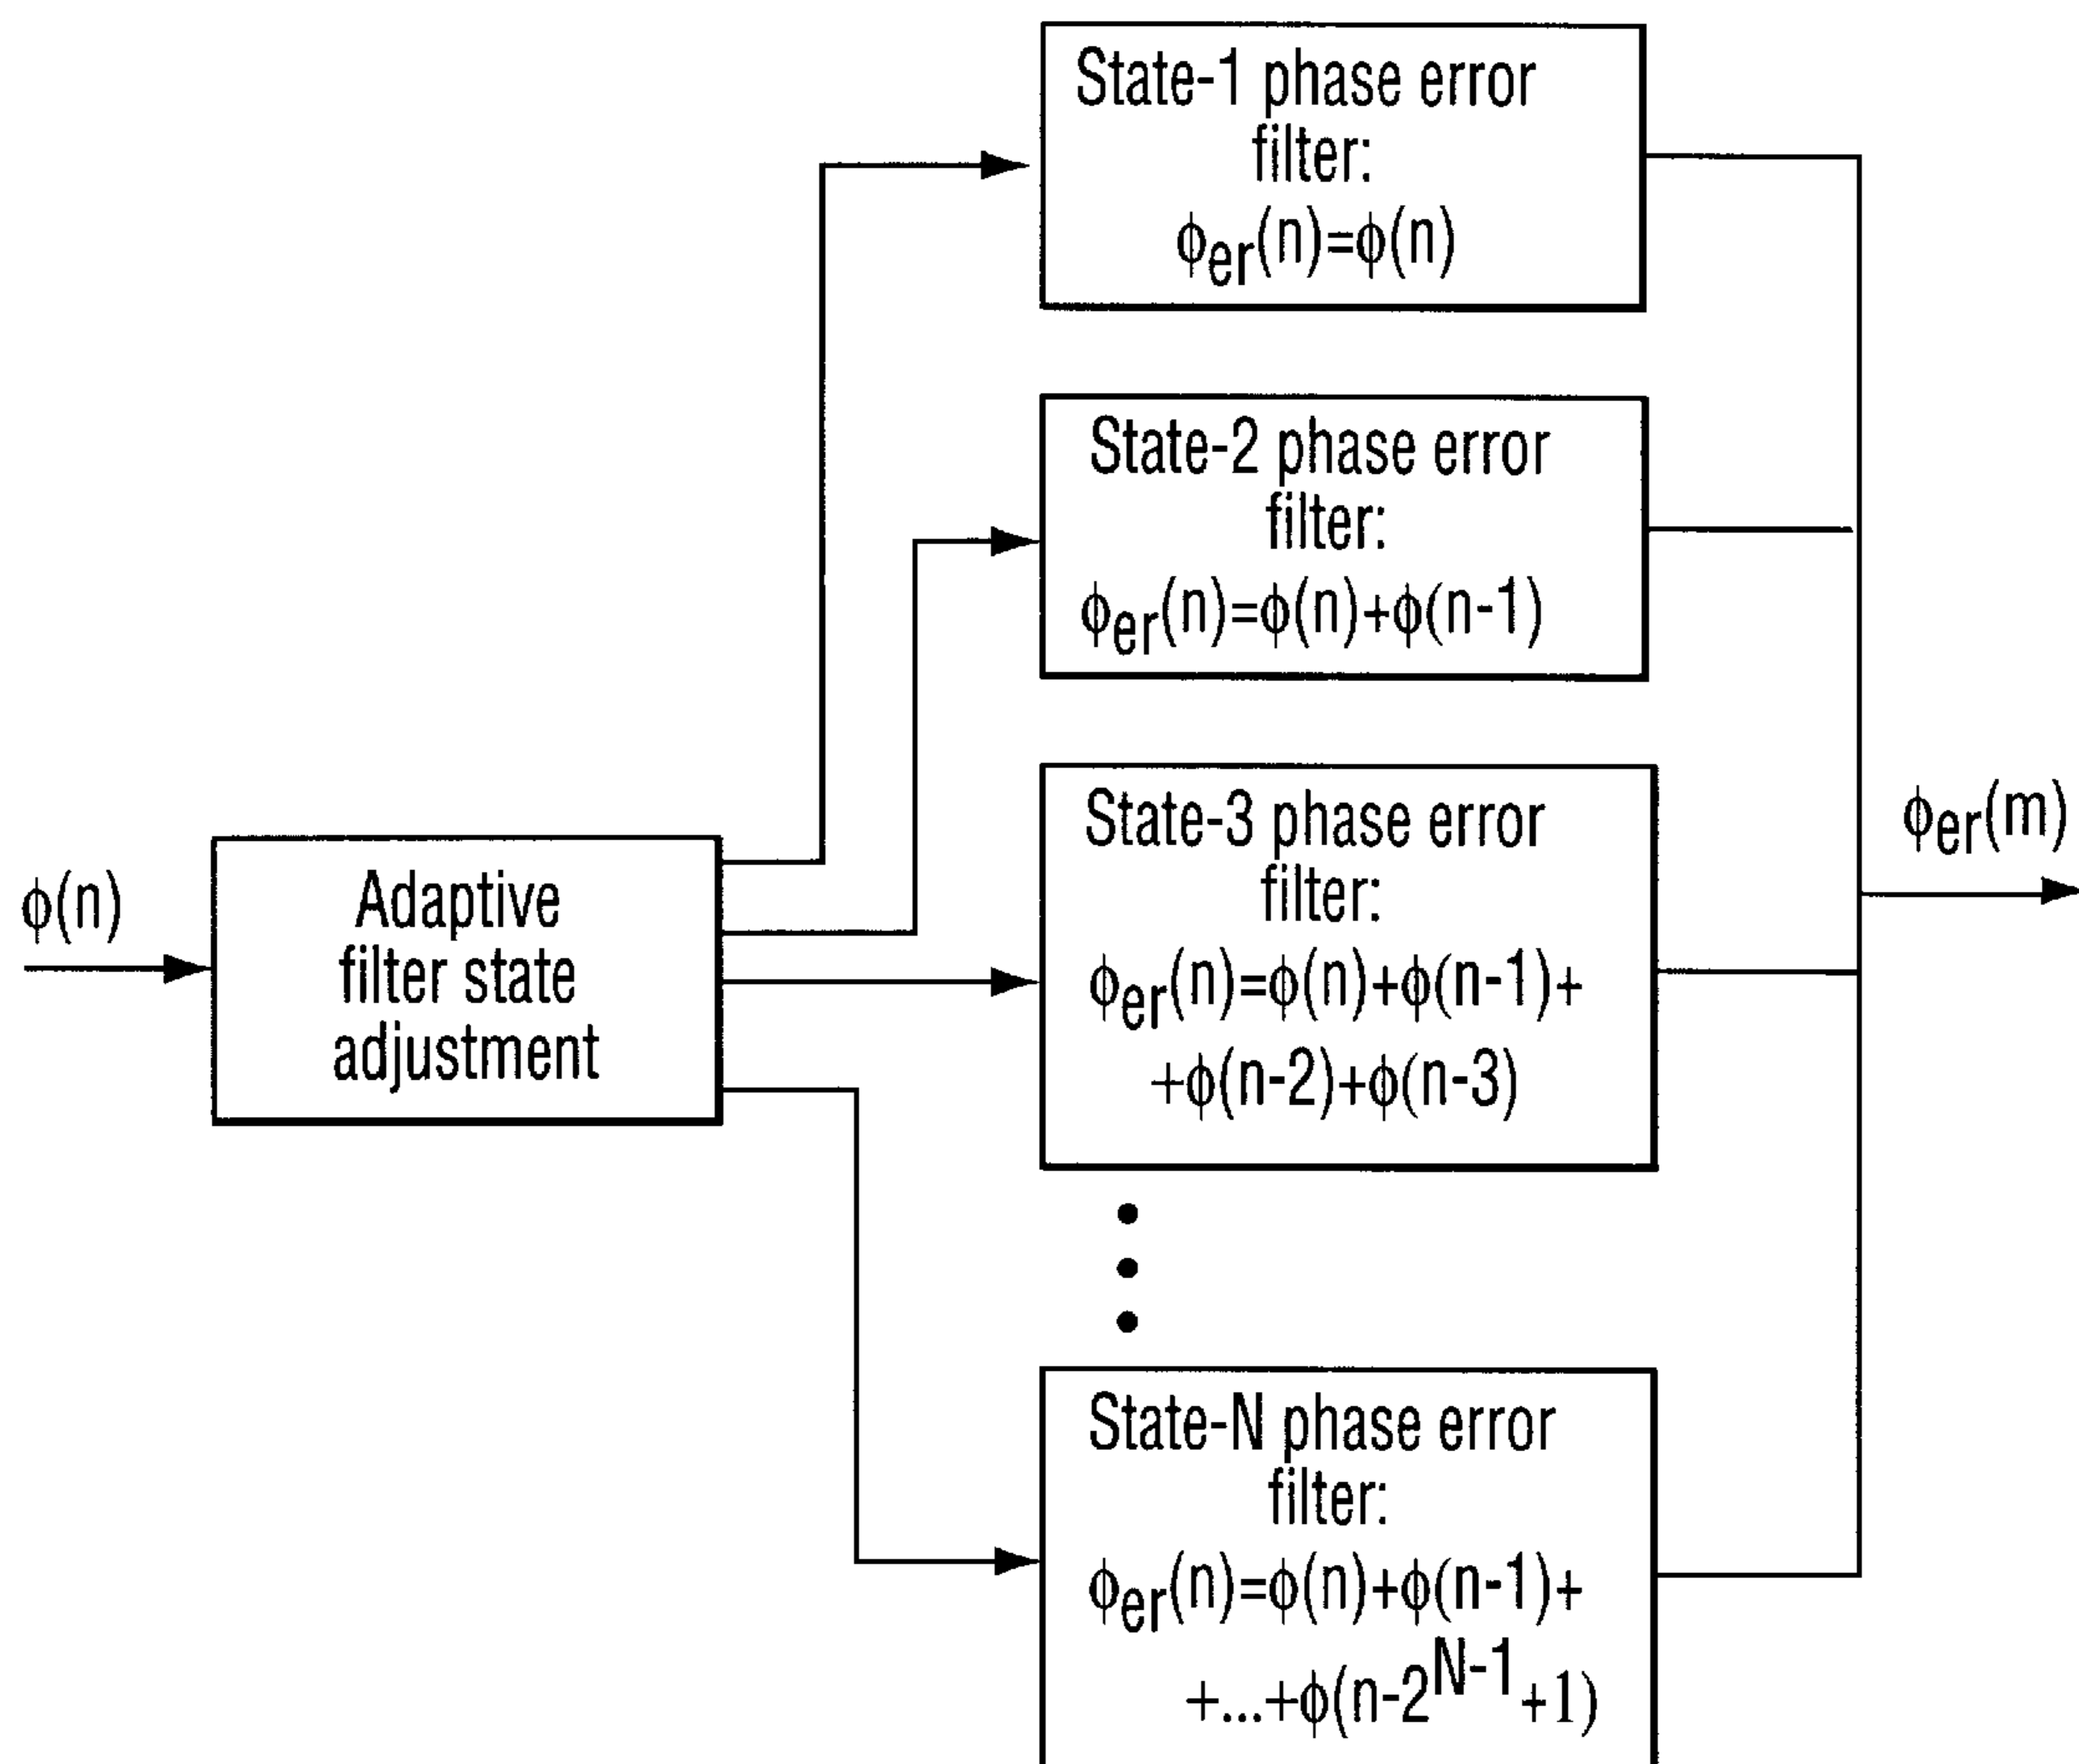 ϕ(n)
Adaptive
filter state
adjustment
State-1 phase error
filter:
ϕer(n)=ϕ(n)
State-2 phase error
filter:
ϕer(n)=ϕ(n)+ϕ(n-1)
State-3 phase error
filter:
ϕer(n)=ϕ(n)+ϕ(n-1)+
+ϕ(n-2)+ϕ(n-3)
State-N phase error
filter:
ϕer(n)=ϕ(n)+ϕ(n-1)+
+...+ϕ(n-2^N-1+1)
ϕer(m)